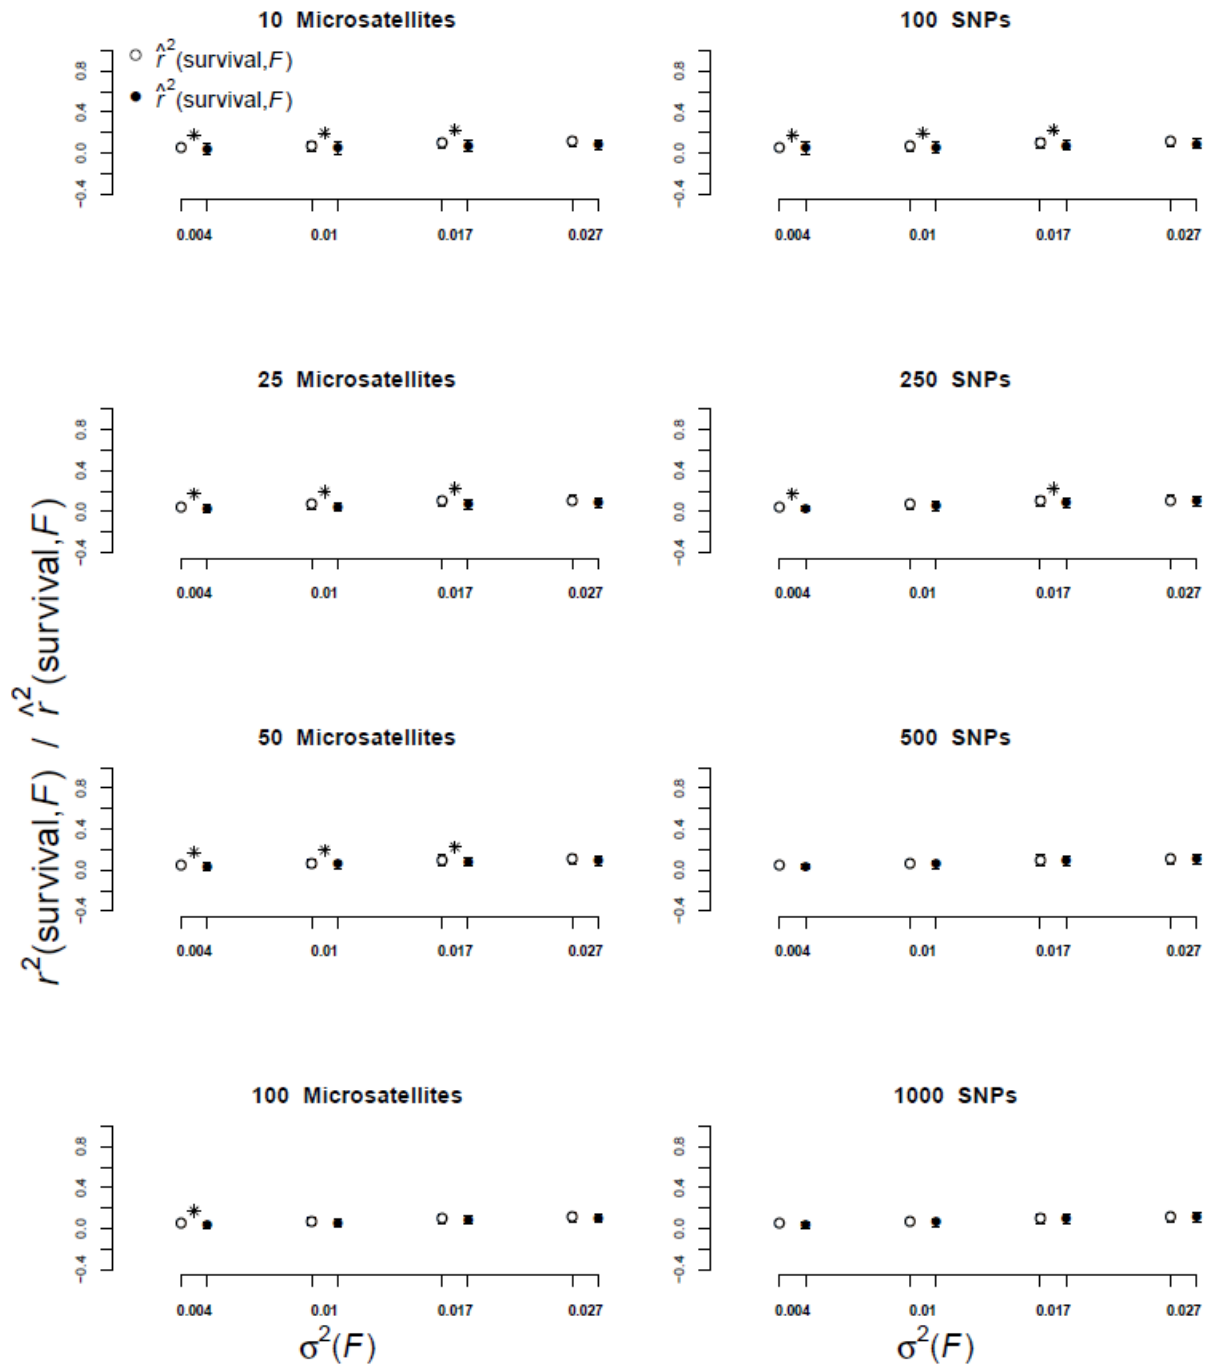 10 Microsatellites
r̂²(survival,F)
r̂²(survival,F)
0.8
0.4
0.0
−0.4
0.004 0.01 0.017 0.027
100 SNPs
0.8
0.4
0.0
−0.4
0.004 0.01 0.017 0.027
25 Microsatellites
0.8
0.4
0.0
−0.4
0.004 0.01 0.017 0.027
250 SNPs
0.8
0.4
0.0
−0.4
0.004 0.01 0.017 0.027
r²(survival,F) / r̂²(survival,F)
50 Microsatellites
0.8
0.4
0.0
−0.4
0.004 0.01 0.017 0.027
500 SNPs
0.8
0.4
0.0
−0.4
0.004 0.01 0.017 0.027
100 Microsatellites
0.8
0.4
0.0
−0.4
0.004 0.01 0.017 0.027
σ²(F)
1000 SNPs
0.8
0.4
0.0
−0.4
0.004 0.01 0.017 0.027
σ²(F)